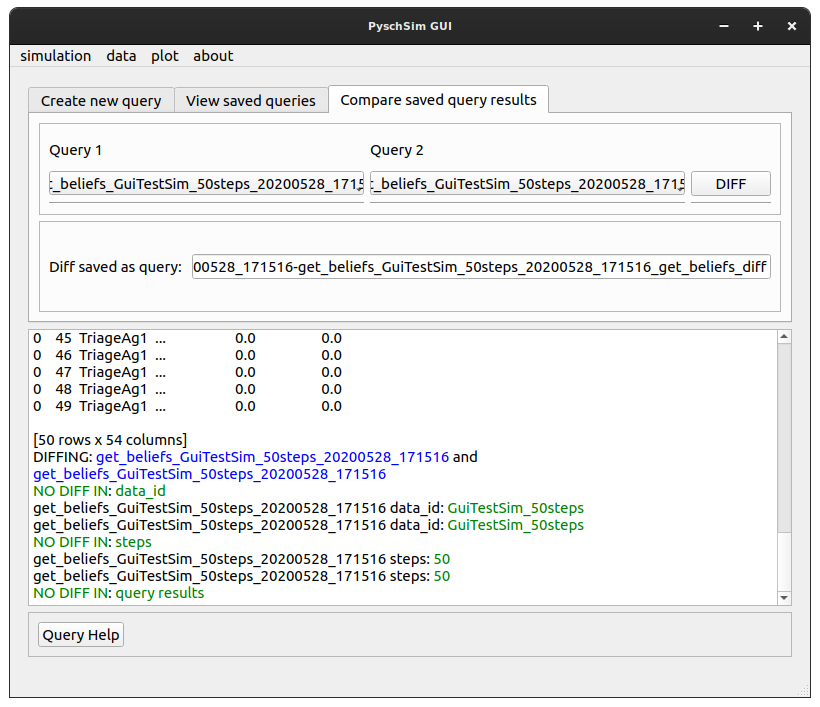 PyschSim GUI
simulation data plot about
Create new query View saved queries Compare saved query results
Query 1 Query 2
_beliefs_GuiTestSim_50steps_20200528_171 _beliefs_GuiTestSim_50steps_20200528_171 DIFF
Diff saved as query: 00528_171516-get_beliefs_GuiTestSim_50steps_20200528_171516_get_beliefs_diff
0 45 TriageAg1 ... 0.0 0.0
0 46 TriageAg1 ... 0.0 0.0
0 47 TriageAg1 ... 0.0 0.0
0 48 TriageAg1 ... 0.0 0.0
0 49 TriageAg1 ... 0.0 0.0
[50 rows x 54 columns]
DIFFING: get_beliefs_GuiTestSim_50steps_20200528_171516 and
get_beliefs_GuiTestSim_50steps_20200528_171516
NO DIFF IN: data_id
get_beliefs_GuiTestSim_50steps_20200528_171516 data_id: GuiTestSim_50steps
get_beliefs_GuiTestSim_50steps_20200528_171516 data_id: GuiTestSim_50steps
NO DIFF IN: steps
get_beliefs_GuiTestSim_50steps_20200528_171516 steps: 50
get_beliefs_GuiTestSim_50steps_20200528_171516 steps: 50
NO DIFF IN: query results
Query Help